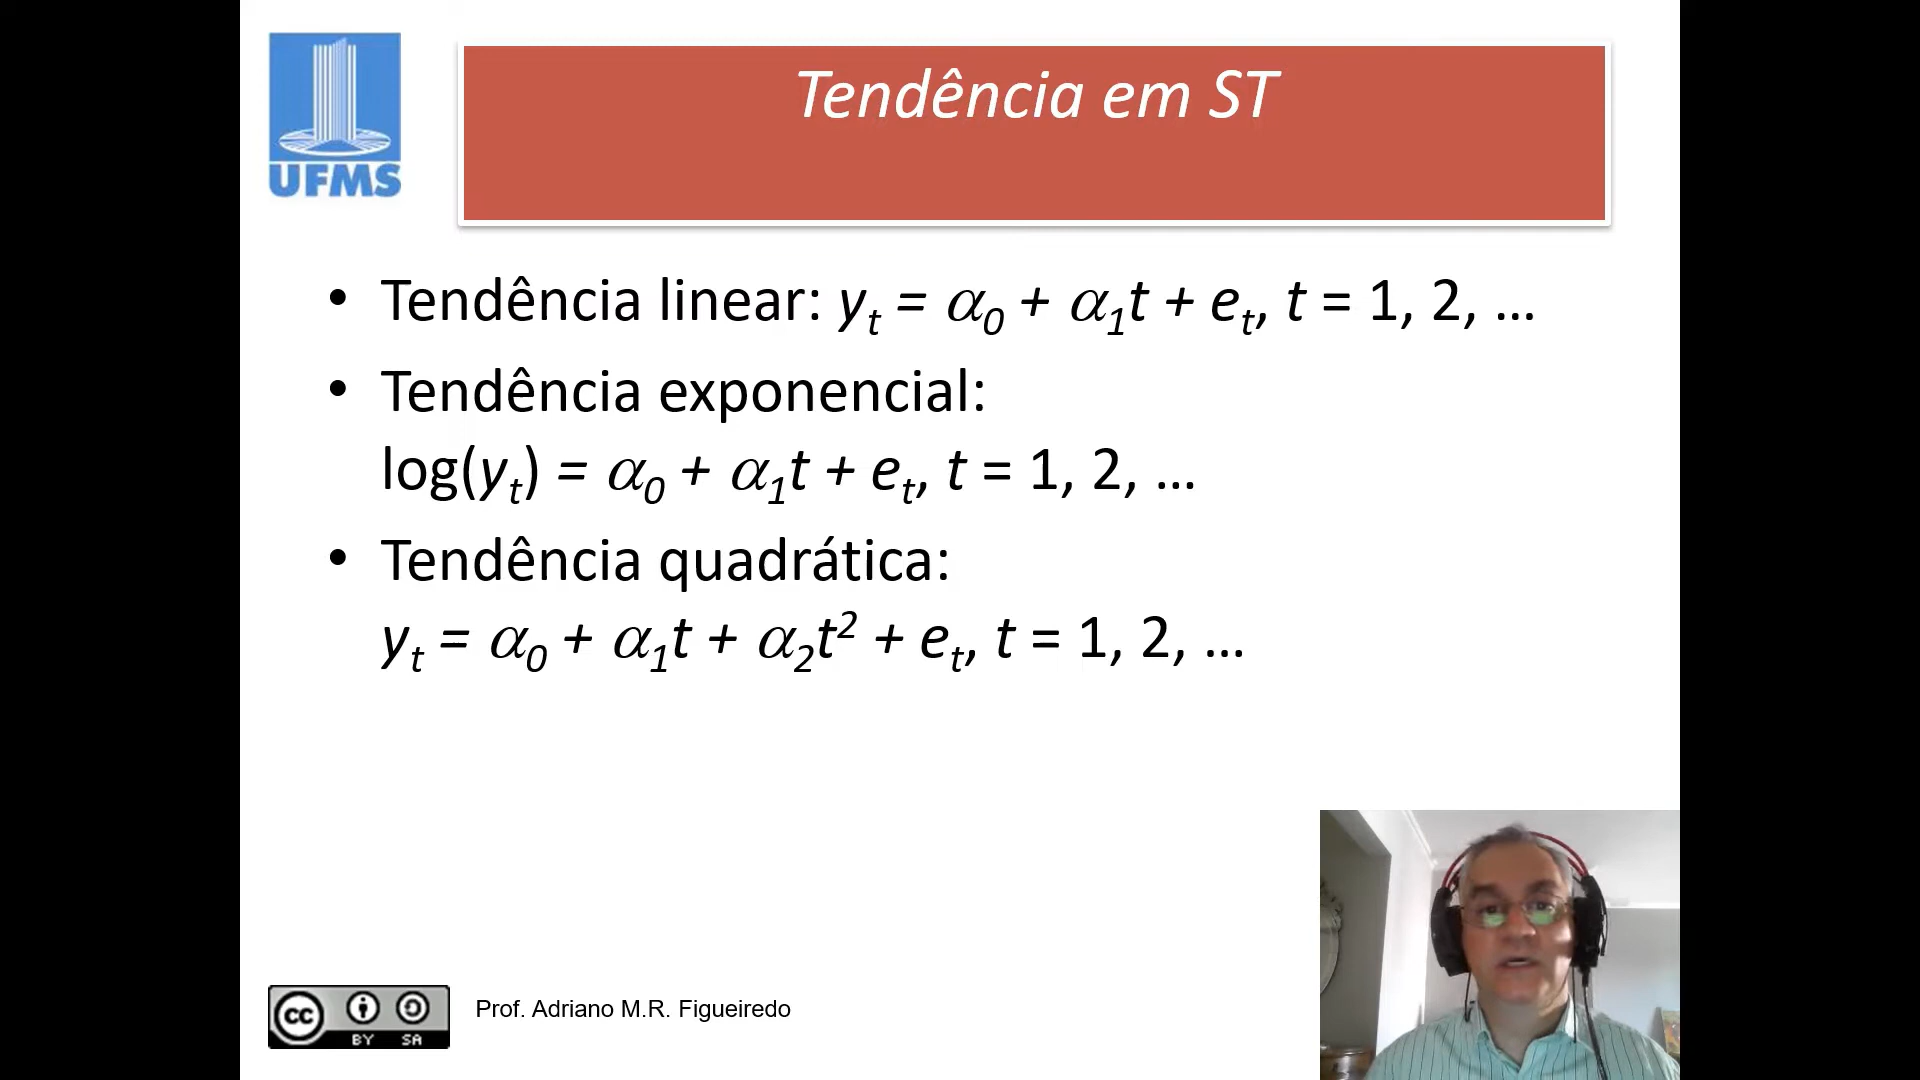 UFMS
Tendência em ST
• Tendência linear: yₜ = α₀ + α₁t + eₜ, t = 1, 2, …
• Tendência exponencial:
log(yₜ) = α₀ + α₁t + eₜ, t = 1, 2, …
• Tendência quadrática:
yₜ = α₀ + α₁t + α₂t² + eₜ, t = 1, 2, …
cc BY SA
Prof. Adriano M.R. Figueiredo